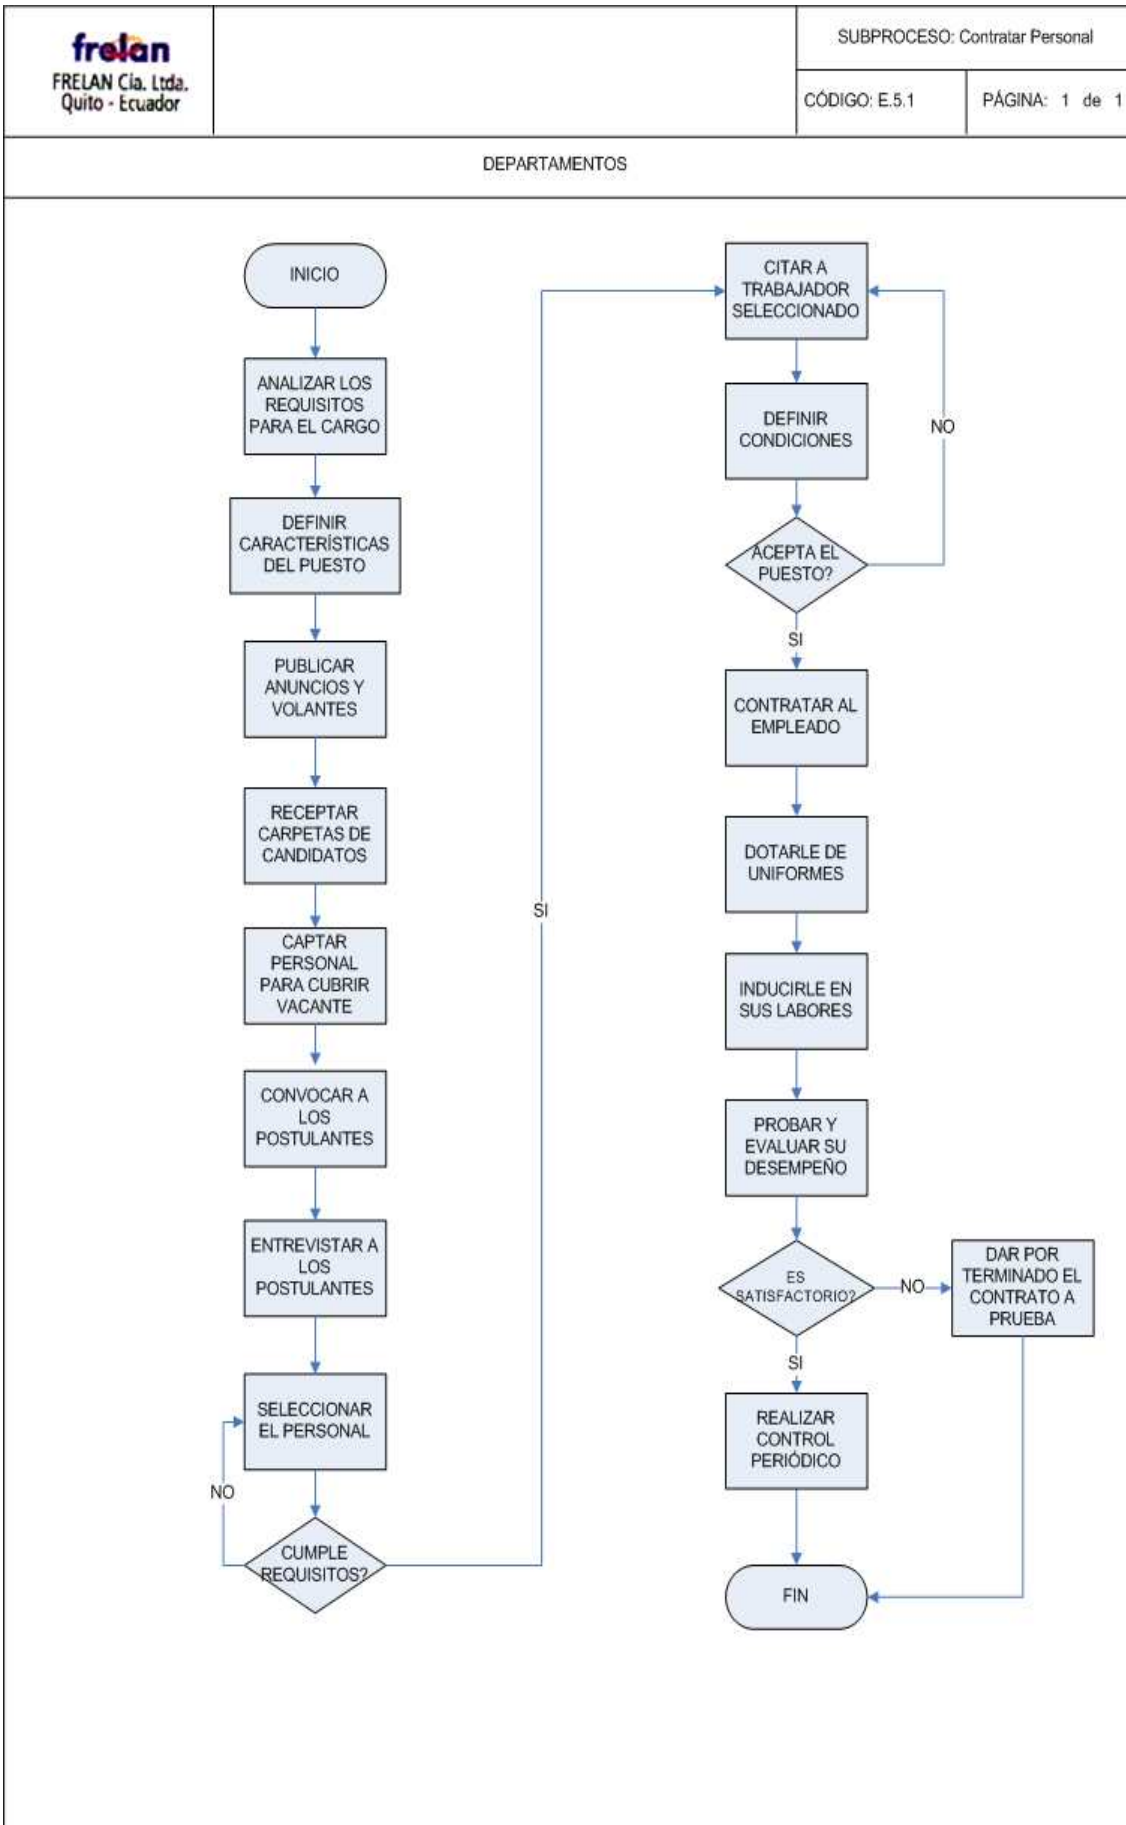 frelan
FRELAN Cía. Ltda.
Quito - Ecuador
SUBPROCESO: Contratar Personal
CÓDIGO: E.5.1
PÁGINA: 1 de 1
DEPARTAMENTOS
INICIO
ANALIZAR LOS
REQUISITOS
PARA EL CARGO
DEFINIR
CARACTERÍSTICAS
DEL PUESTO
PUBLICAR
ANUNCIOS Y
VOLANTES
RECEPTAR
CARPETAS DE
CANDIDATOS
CAPTAR
PERSONAL
PARA CUBRIR
VACANTE
CONVOCAR A
LOS
POSTULANTES
ENTREVISTAR A
LOS
POSTULANTES
SELECCIONAR
EL PERSONAL
NO
CUMPLE
REQUISITOS?
SI
CITAR A
TRABAJADOR
SELECCIONADO
DEFINIR
CONDICIONES
NO
ACEPTA EL
PUESTO?
SI
CONTRATAR AL
EMPLEADO
DOTARLE DE
UNIFORMES
INDUCIRLE EN
SUS LABORES
PROBAR Y
EVALUAR SU
DESEMPEÑO
ES
SATISFACTORIO?
NO
DAR POR
TERMINADO EL
CONTRATO A
PRUEBA
SI
REALIZAR
CONTROL
PERIÓDICO
FIN